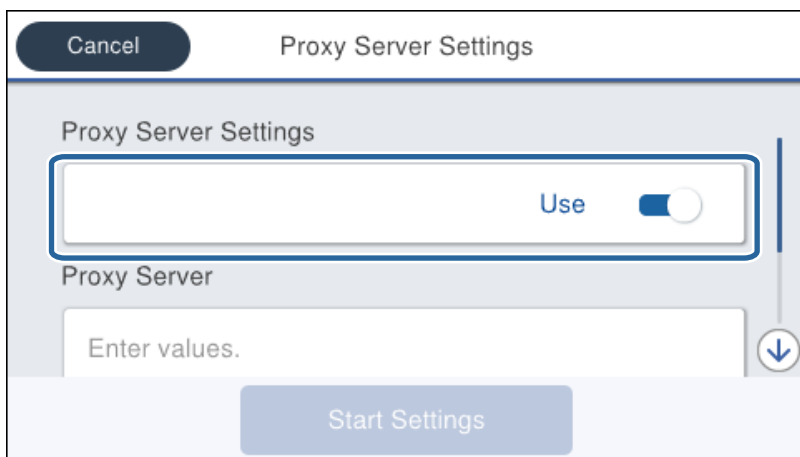 Cancel
Proxy Server Settings
Proxy Server Settings
Use
Proxy Server
Enter values.
Start Settings